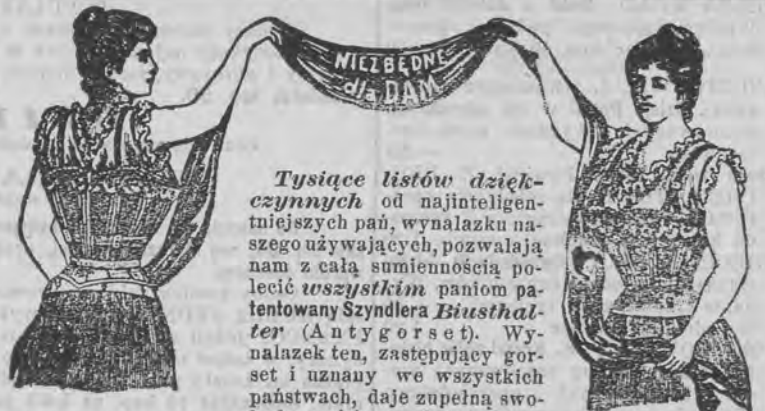 NIEZBĘDNE
dla DAM
Tysiące listów dzięk-
czynnych od najinteligen-
tniejszych pań, wynalazku na-
szego używających, pozwalają
nam z całą sumiennością po-
lecić wszystkim paniom pa-
tentowany Szyndlera Biusthal-
ter (Antygorset). Wy-
nalazek ten, zastępujący gor-
set i uznany we wszystkich
państwach, daje zupełną swo-